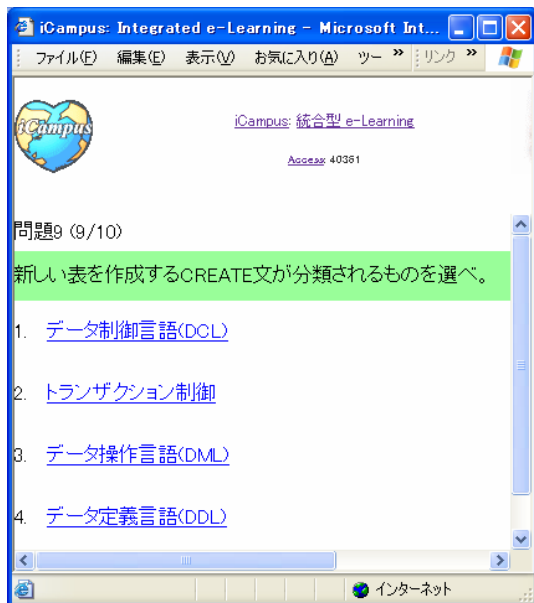 iCampus: Integrated e-Learning - Microsoft Int...
ファイル(F) 編集(E) 表示(V) お気に入り(A) ツー » リンク »
iCampus
iCampus: 統合型 e-Learning
Access: 40361
問題9 (9/10)
新しい表を作成するCREATE文が分類されるものを選べ。
1. データ制御言語(DCL)
2. トランザクション制御
3. データ操作言語(DML)
4. データ定義言語(DDL)
インターネット